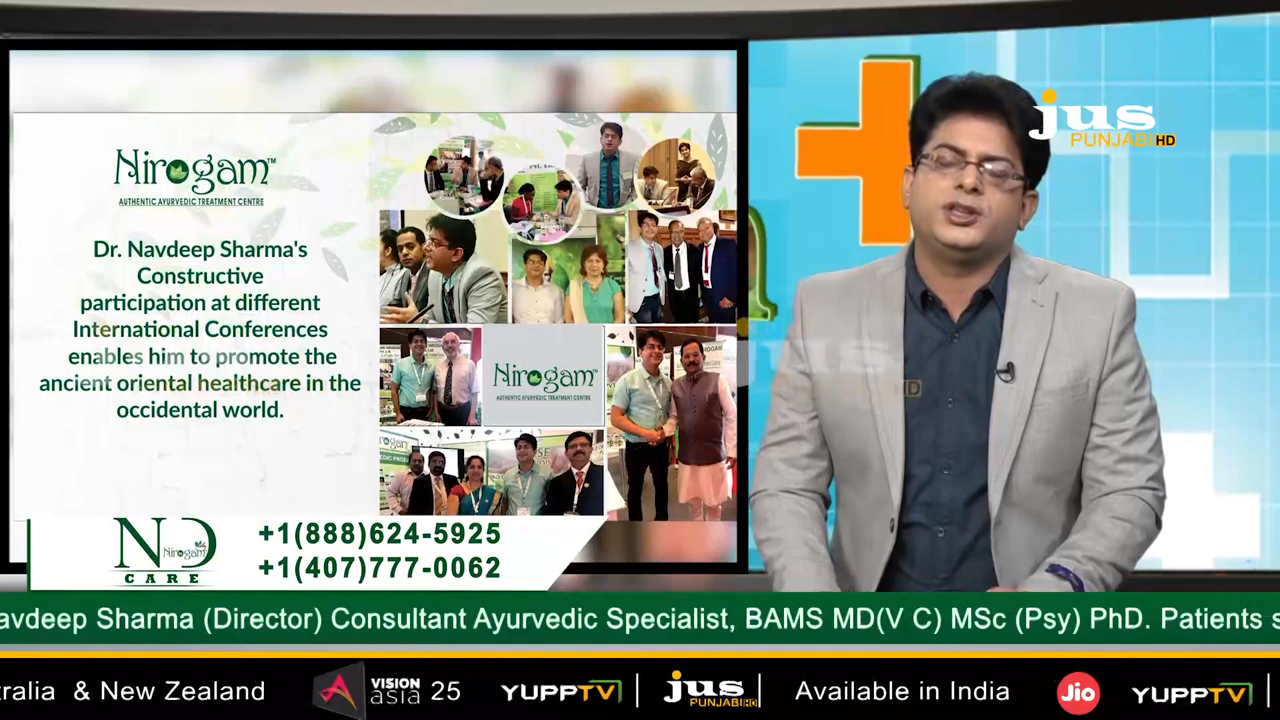 jus
PUNJABI HD
Nirogam™
AUTHENTIC AYURVEDIC TREATMENT CENTRE
Dr. Navdeep Sharma's
Constructive
participation at different
International Conferences
enables him to promote the
ancient oriental healthcare in the
occidental world.
Nirogam™
AUTHENTIC AYURVEDIC TREATMENT CENTRE
HD
ND
Nirogam
CARE
+1(888)624-5925
+1(407)777-0062
avdeep Sharma (Director) Consultant Ayurvedic Specialist, BAMS MD(V C) MSc (Psy) PhD. Patients s
tralia & New Zealand VISION asia 25 YUPPTV jus PUNJABI HD Available in India Jio YUPPTV